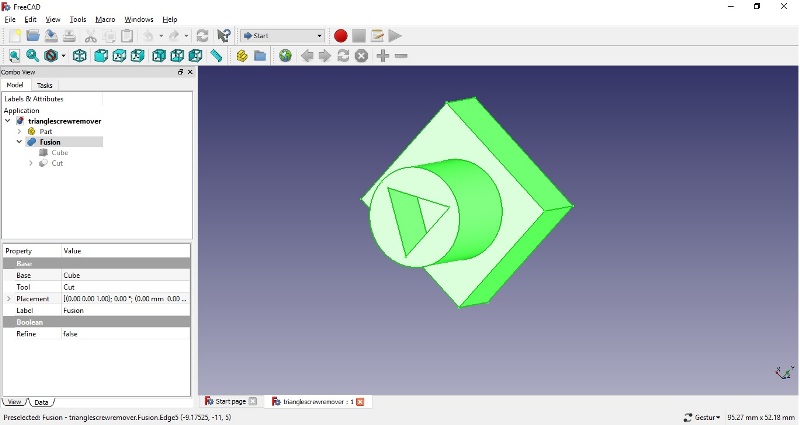 FreeCAD
File Edit View Tools Macro Windows Help
Start
Combo View
Model Tasks
Labels & Attributes
Application
trianglescrewremover
Part
Fusion
Cube
Cut
Property Value
Base
Base Cube
Tool Cut
Placement [(0.00 0.00 1.00); 0.00 °; (0.00 mm 0.00 ...
Label Fusion
Boolean
Refine false
View Data
Start page
trianglescrewremover : 1
Preselected: Fusion - trianglescrewremover.Fusion.Edge5 (-9.17525, -11, 5)
Gestur
95.27 mm x 52.18 mm